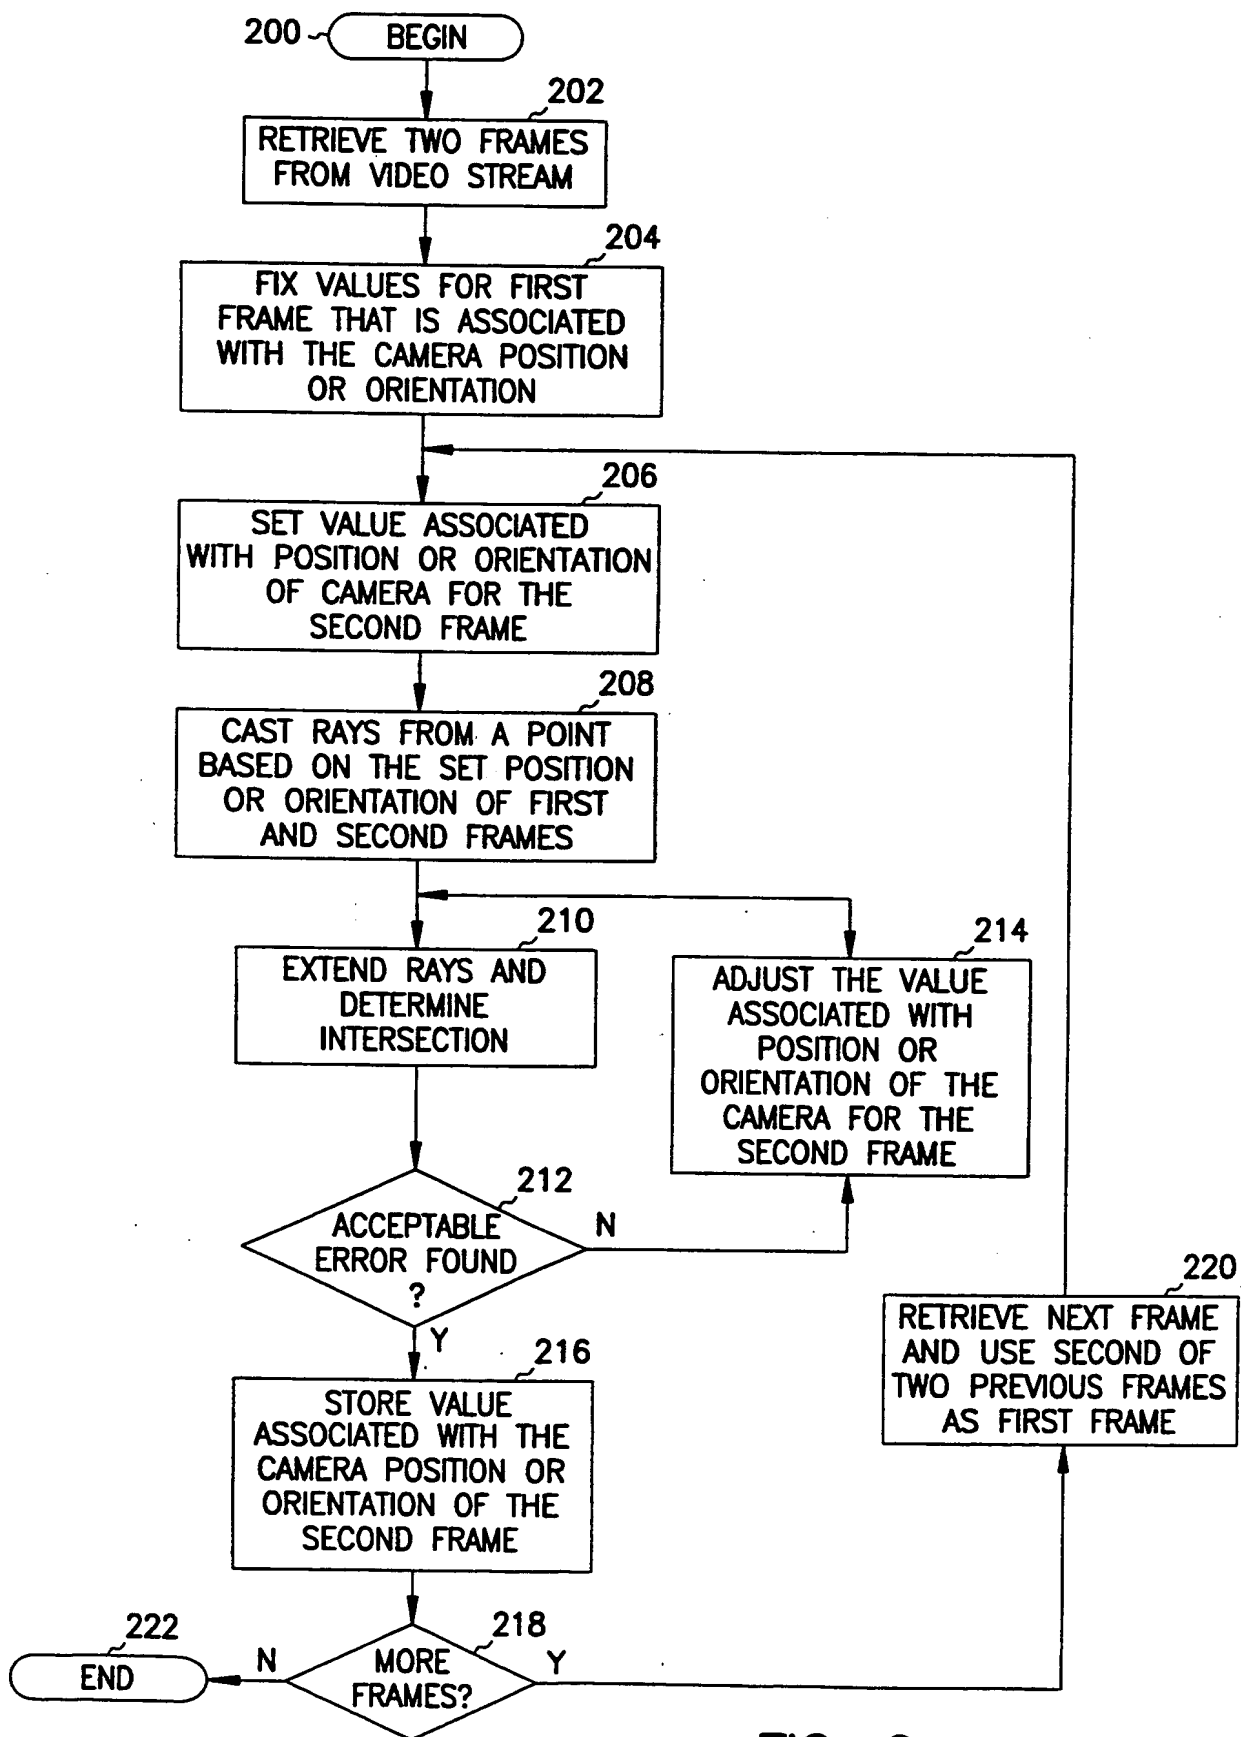 200
BEGIN
202
RETRIEVE TWO FRAMES
FROM VIDEO STREAM
204
FIX VALUES FOR FIRST
FRAME THAT IS ASSOCIATED
WITH THE CAMERA POSITION
OR ORIENTATION
206
SET VALUE ASSOCIATED
WITH POSITION OR ORIENTATION
OF CAMERA FOR THE
SECOND FRAME
208
CAST RAYS FROM A POINT
BASED ON THE SET POSITION
OR ORIENTATION OF FIRST
AND SECOND FRAMES
210
EXTEND RAYS AND
DETERMINE
INTERSECTION
214
ADJUST THE VALUE
ASSOCIATED WITH
POSITION OR
ORIENTATION OF THE
CAMERA FOR THE
SECOND FRAME
212
ACCEPTABLE
ERROR FOUND
?
N
Y
220
RETRIEVE NEXT FRAME
AND USE SECOND OF
TWO PREVIOUS FRAMES
AS FIRST FRAME
216
STORE VALUE
ASSOCIATED WITH THE
CAMERA POSITION OR
ORIENTATION OF THE
SECOND FRAME
218
MORE
FRAMES?
N
Y
222
END